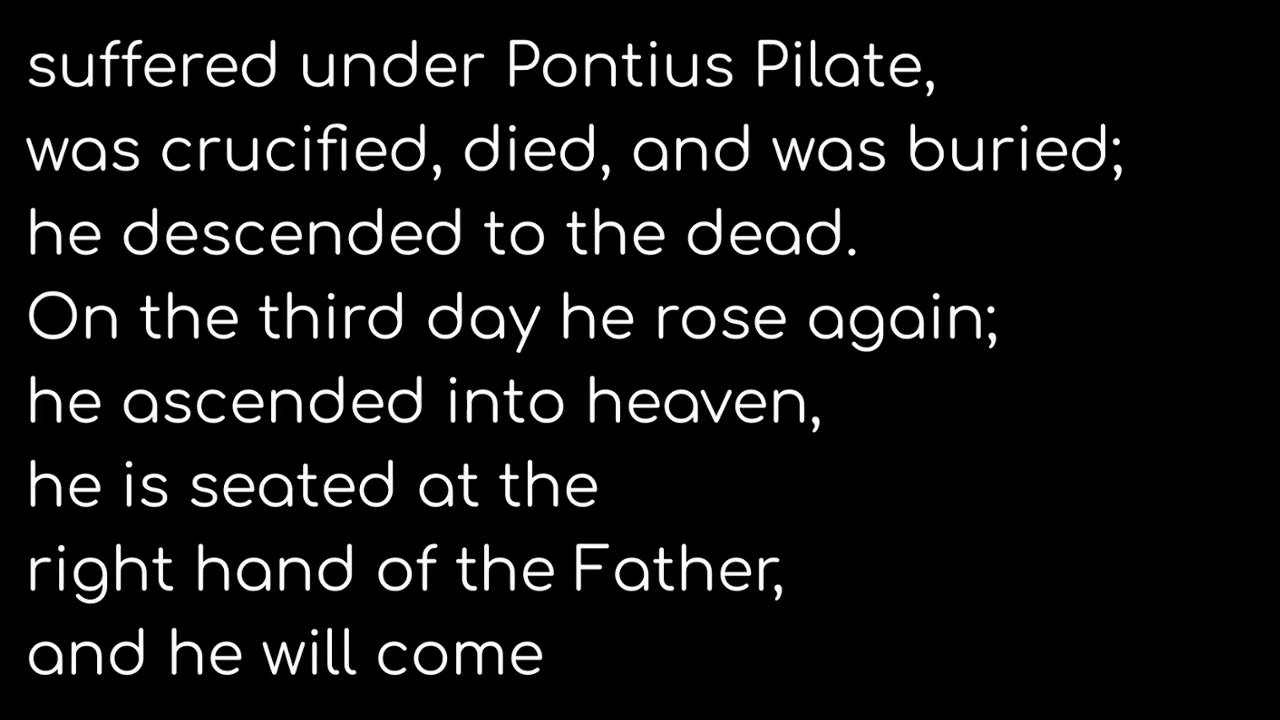 suffered under Pontius Pilate,
was crucified, died, and was buried;
he descended to the dead.
On the third day he rose again;
he ascended into heaven,
he is seated at the
right hand of the Father,
and he will come